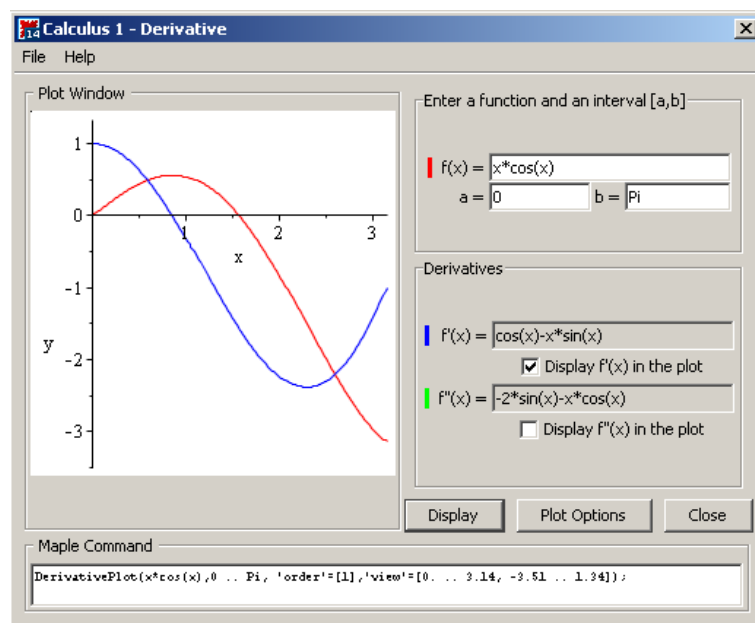 Calculus 1 - Derivative
File Help
Plot Window
1
0
-1
-2
-3
1
2
3
x
y
Enter a function and an interval [a,b]
f(x) = x*cos(x)
a = 0 b = Pi
Derivatives
f'(x) = cos(x)-x*sin(x)
Display f'(x) in the plot
f''(x) = -2*sin(x)-x*cos(x)
Display f''(x) in the plot
Display Plot Options Close
Maple Command
DerivativePlot(x*cos(x),0 .. Pi, 'order'=[1],'view'=[0. .. 3.14, -3.51 .. 1.34]);